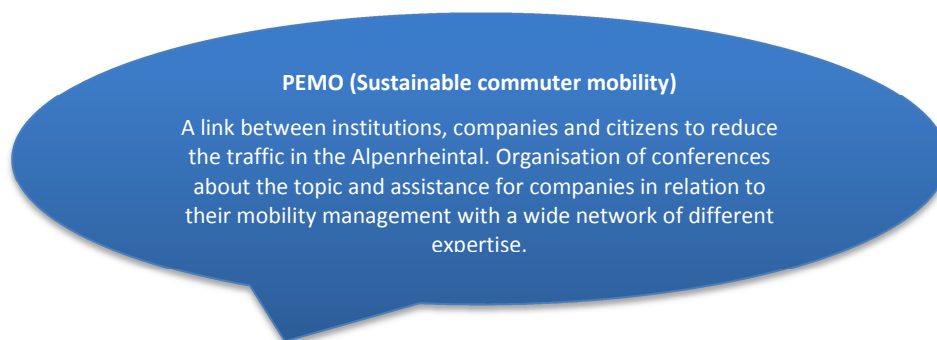 PEMO (Sustainable commuter mobility)
A link between institutions, companies and citizens to reduce
the traffic in the Alpenrheintal. Organisation of conferences
about the topic and assistance for companies in relation to
their mobility management with a wide network of different
expertise.